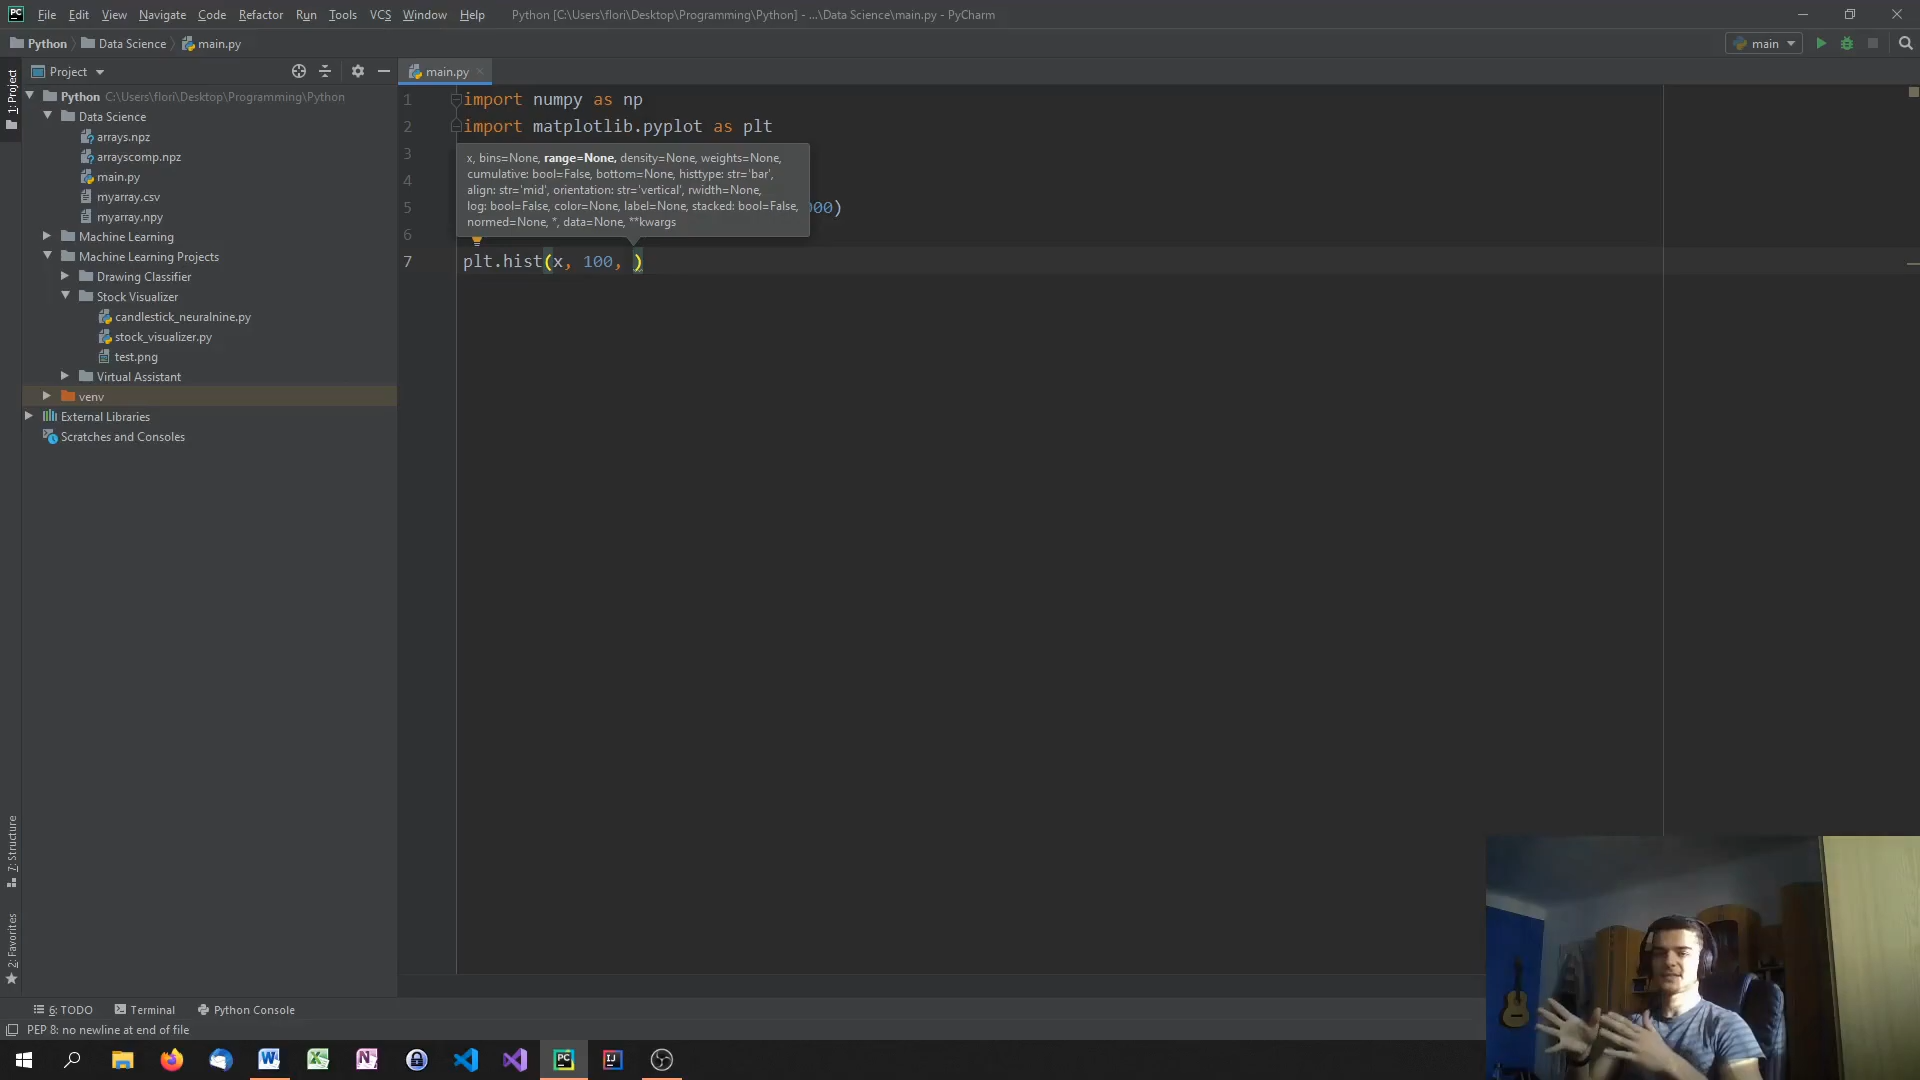 File Edit View Navigate Code Refactor Run Tools VCS Window Help Python [C:\Users\flori\Desktop\Programming\Python] - ...\Data Science\main.py - PyCharm
Python Data Science main.py main
Project main.py
1: Project
Python C:\Users\flori\Desktop\Programming\Python
Data Science
arrays.npz
arrayscomp.npz
main.py
myarray.csv
myarray.npy
Machine Learning
Machine Learning Projects
Drawing Classifier
Stock Visualizer
candlestick_neuralnine.py
stock_visualizer.py
test.png
Virtual Assistant
venv
External Libraries
Scratches and Consoles
1 import numpy as np
2 import matplotlib.pyplot as plt
3
4
5 000)
6
7 plt.hist(x, 100, )
x, bins=None, range=None, density=None, weights=None,
cumulative: bool=False, bottom=None, histtype: str='bar',
align: str='mid', orientation: str='vertical', rwidth=None,
log: bool=False, color=None, label=None, stacked: bool=False,
normed=None, *, data=None, **kwargs
7: Structure
2: Favorites
6: TODO Terminal Python Console
PEP 8: no newline at end of file